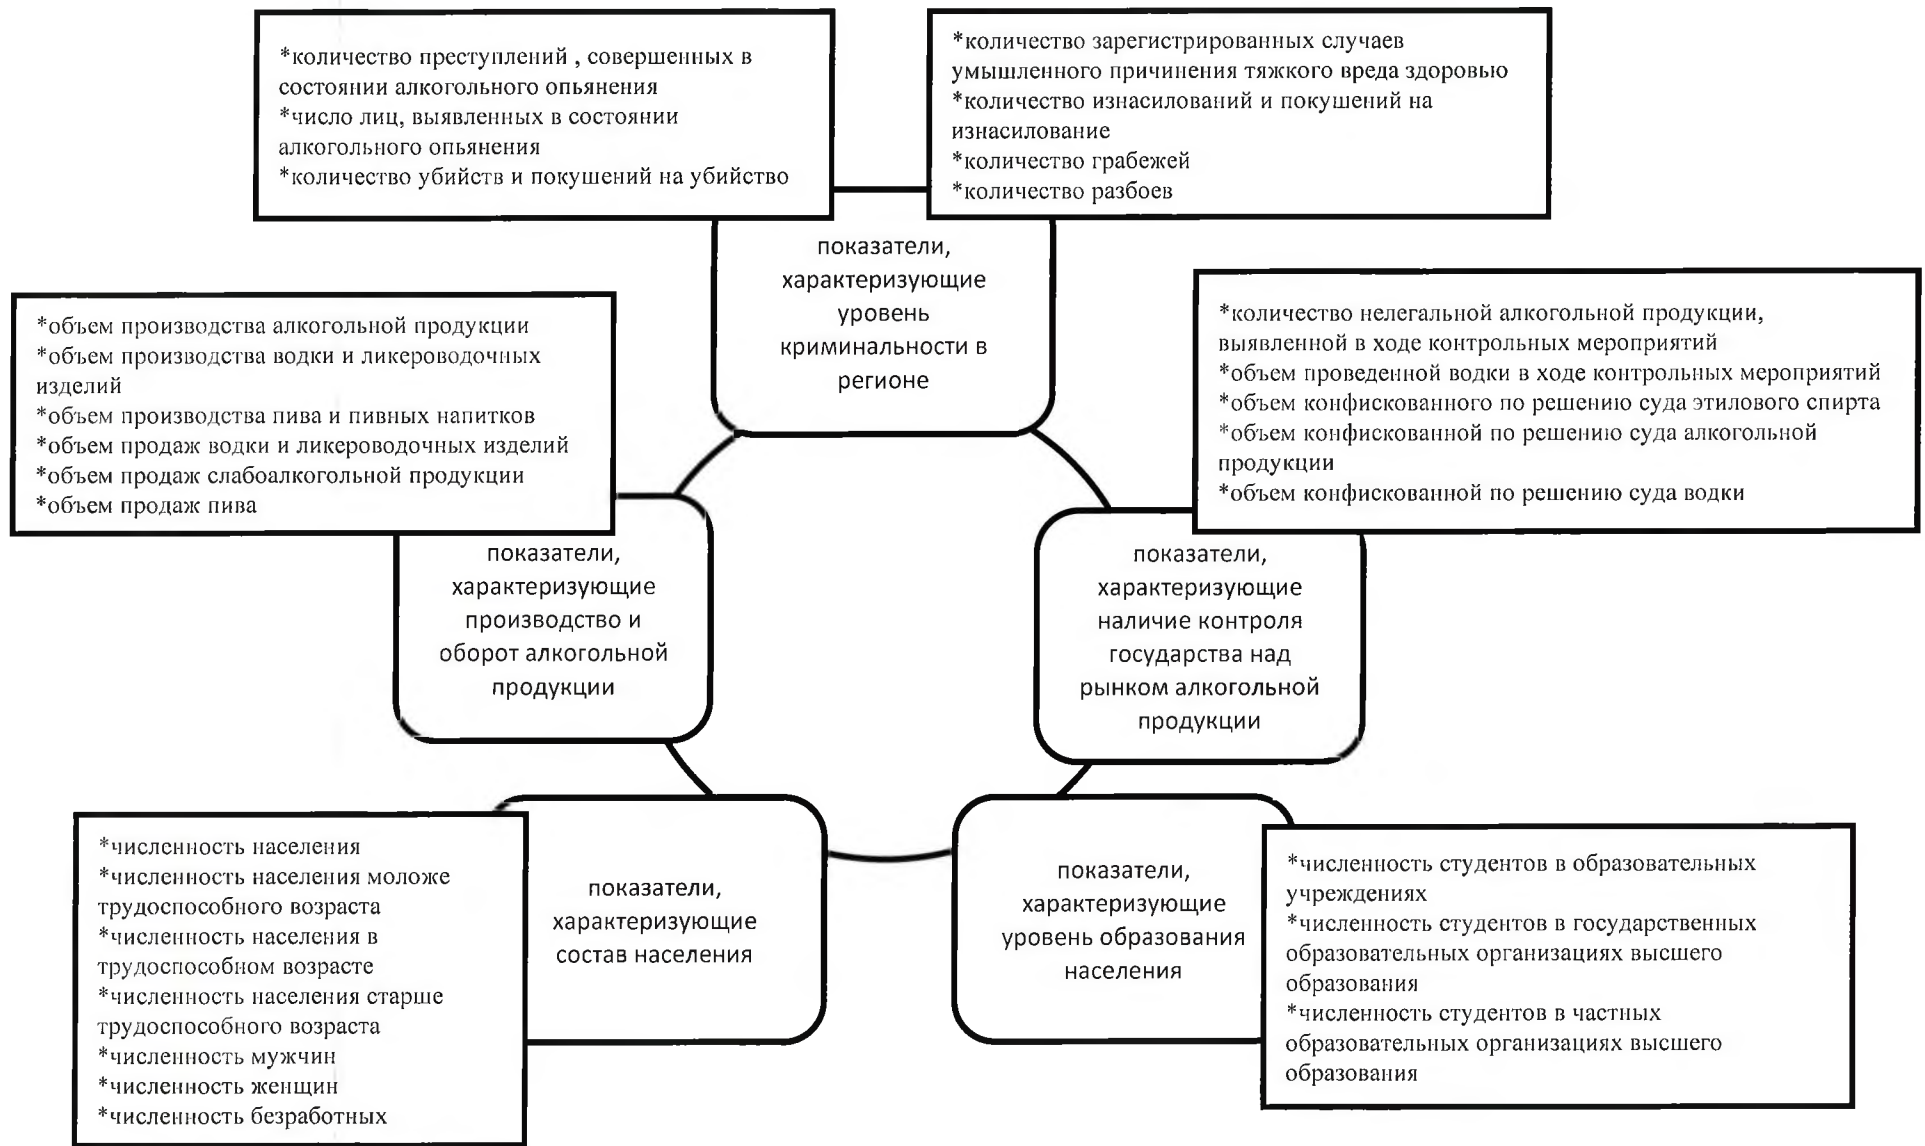 *количество преступлений , совершенных в
состоянии алкогольного опьянения
*число лиц, выявленных в состоянии
алкогольного опьянения
*количество убийств и покушений на убийство
*количество зарегистрированных случаев
умышленного причинения тяжкого вреда здоровью
*количество изнасилований и покушений на
изнасилование
*количество грабежей
*количество разбоев
показатели,
характеризующие
уровень
криминальности в
регионе
*объем производства алкогольной продукции
*объем производства водки и ликероводочных
изделий
*объем производства пива и пивных напитков
*объем продаж водки и ликероводочных изделий
*объем продаж слабоалкогольной продукции
*объем продаж пива
*количество нелегальной алкогольной продукции,
выявленной в ходе контрольных мероприятий
*объем проведенной водки в ходе контрольных мероприятий
*объем конфискованного по решению суда этилового спирта
*объем конфискованной по решению суда алкогольной
продукции
*объем конфискованной по решению суда водки
показатели,
характеризующие
производство и
оборот алкогольной
продукции
показатели,
характеризующие
наличие контроля
государства над
рынком алкогольной
продукции
*численность населения
*численность населения моложе
трудоспособного возраста
*численность населения в
трудоспособном возрасте
*численность населения старше
трудоспособного возраста
*численность мужчин
*численность женщин
*численность безработных
показатели,
характеризующие
состав населения
показатели,
характеризующие
уровень образования
населения
*численность студентов в образовательных
учреждениях
*численность студентов в государственных
образовательных организациях высшего
образования
*численность студентов в частных
образовательных организациях высшего
образования